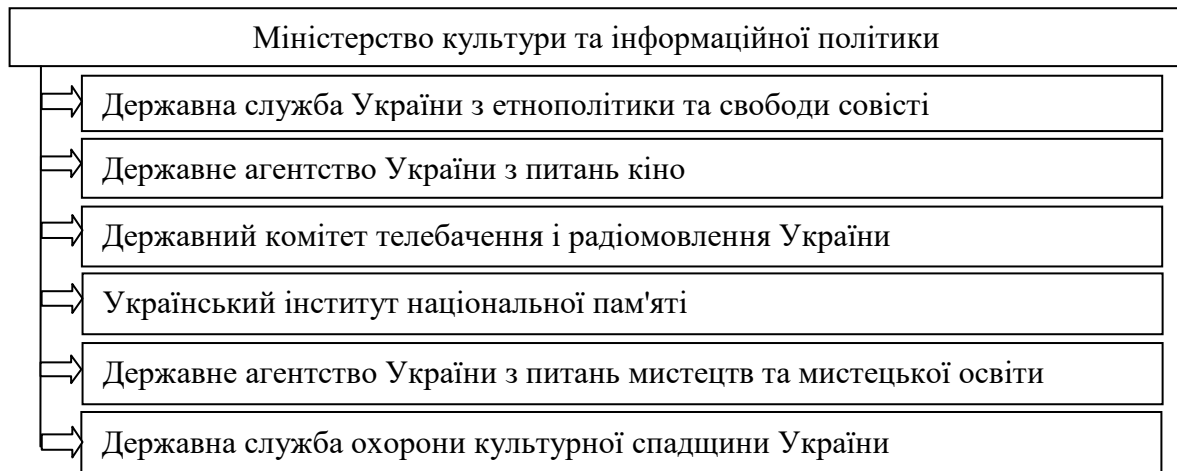 Міністерство культури та інформаційної політики
Державна служба України з етнополітики та свободи совісті
Державне агентство України з питань кіно
Державний комітет телебачення і радіомовлення України
Український інститут національної пам'яті
Державне агентство України з питань мистецтв та мистецької освіти
Державна служба охорони культурної спадщини України